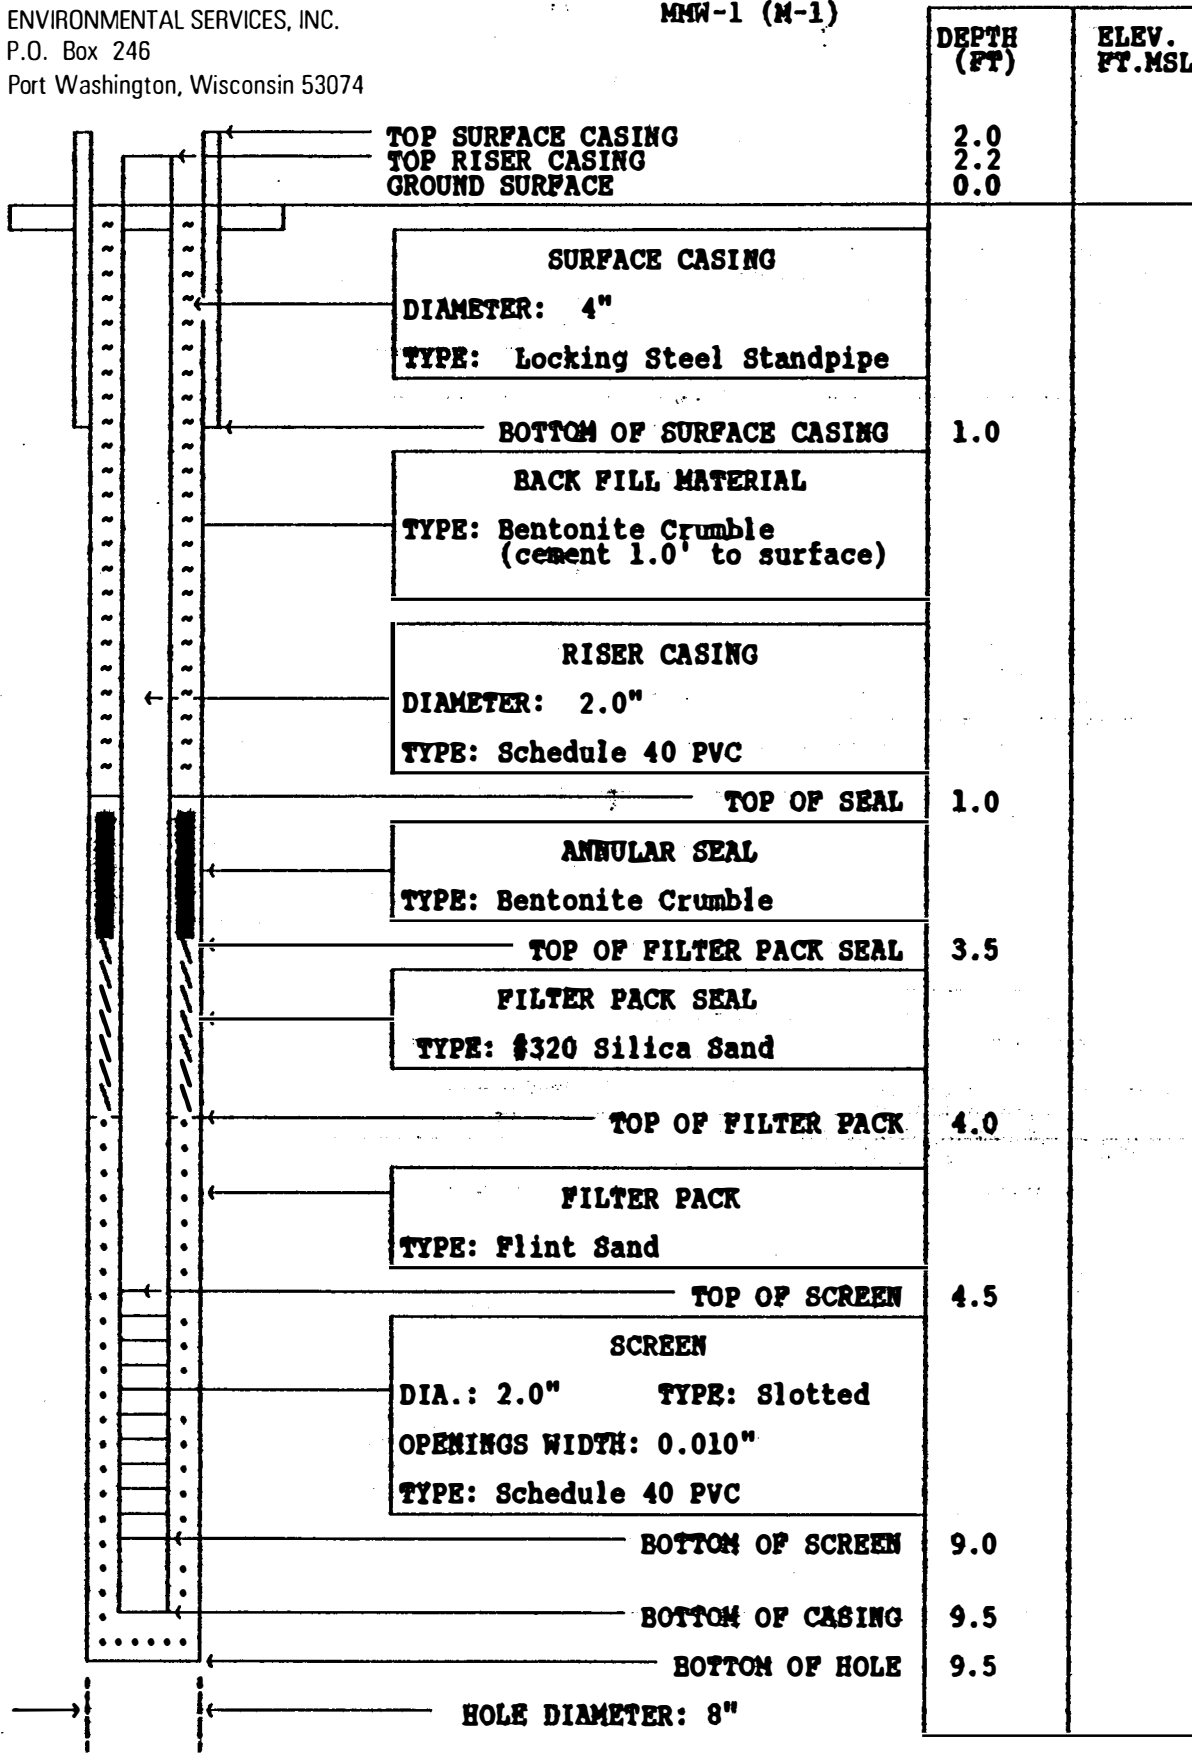 ENVIRONMENTAL SERVICES, INC.
P.O. Box 246
Port Washington, Wisconsin 53074
MMW-1 (M-1)
DEPTH (FT)
ELEV. FT.MSL
TOP SURFACE CASING 2.0
TOP RISER CASING 2.2
GROUND SURFACE 0.0
SURFACE CASING
DIAMETER: 4"
TYPE: Locking Steel Standpipe
BOTTOM OF SURFACE CASING 1.0
BACK FILL MATERIAL
TYPE: Bentonite Crumble
(cement 1.0' to surface)
RISER CASING
DIAMETER: 2.0"
TYPE: Schedule 40 PVC
TOP OF SEAL 1.0
ANNULAR SEAL
TYPE: Bentonite Crumble
TOP OF FILTER PACK SEAL 3.5
FILTER PACK SEAL
TYPE: #320 Silica Sand
TOP OF FILTER PACK 4.0
FILTER PACK
TYPE: Flint Sand
TOP OF SCREEN 4.5
SCREEN
DIA.: 2.0" TYPE: Slotted
OPENINGS WIDTH: 0.010"
TYPE: Schedule 40 PVC
BOTTOM OF SCREEN 9.0
BOTTOM OF CASING 9.5
BOTTOM OF HOLE 9.5
HOLE DIAMETER: 8"